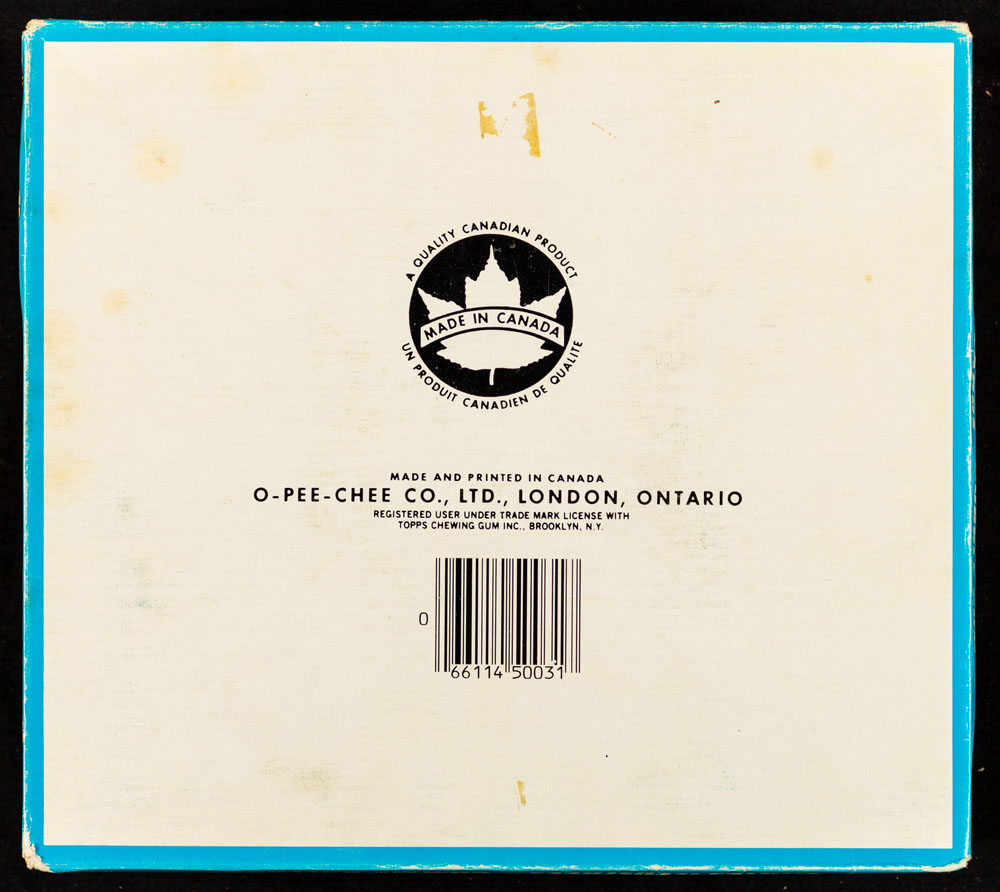 A QUALITY CANADIAN PRODUCT
MADE IN CANADA
UN PRODUIT CANADIEN DE QUALITE
MADE AND PRINTED IN CANADA
O-PEE-CHEE CO., LTD., LONDON, ONTARIO
REGISTERED USER UNDER TRADE MARK LICENSE WITH
TOPPS CHEWING GUM INC., BROOKLYN, N.Y.
0 66114 50031